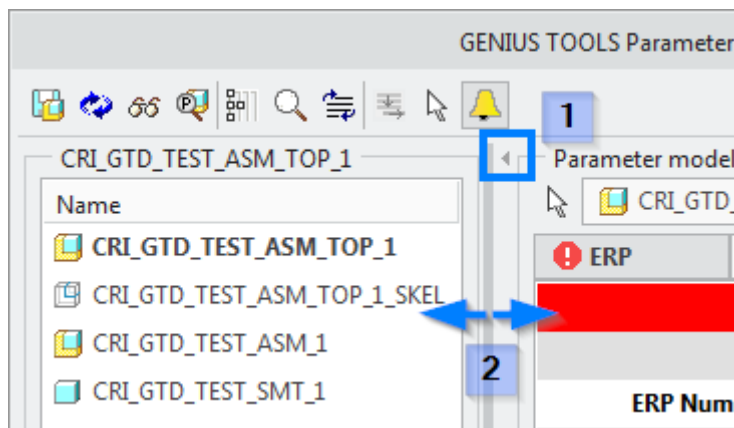 GENIUS TOOLS Parameter
1
CRI_GTD_TEST_ASM_TOP_1
Parameter model
Name
CRI_GTD_
CRI_GTD_TEST_ASM_TOP_1
ERP
CRI_GTD_TEST_ASM_TOP_1_SKEL
CRI_GTD_TEST_ASM_1
2
CRI_GTD_TEST_SMT_1
ERP Num